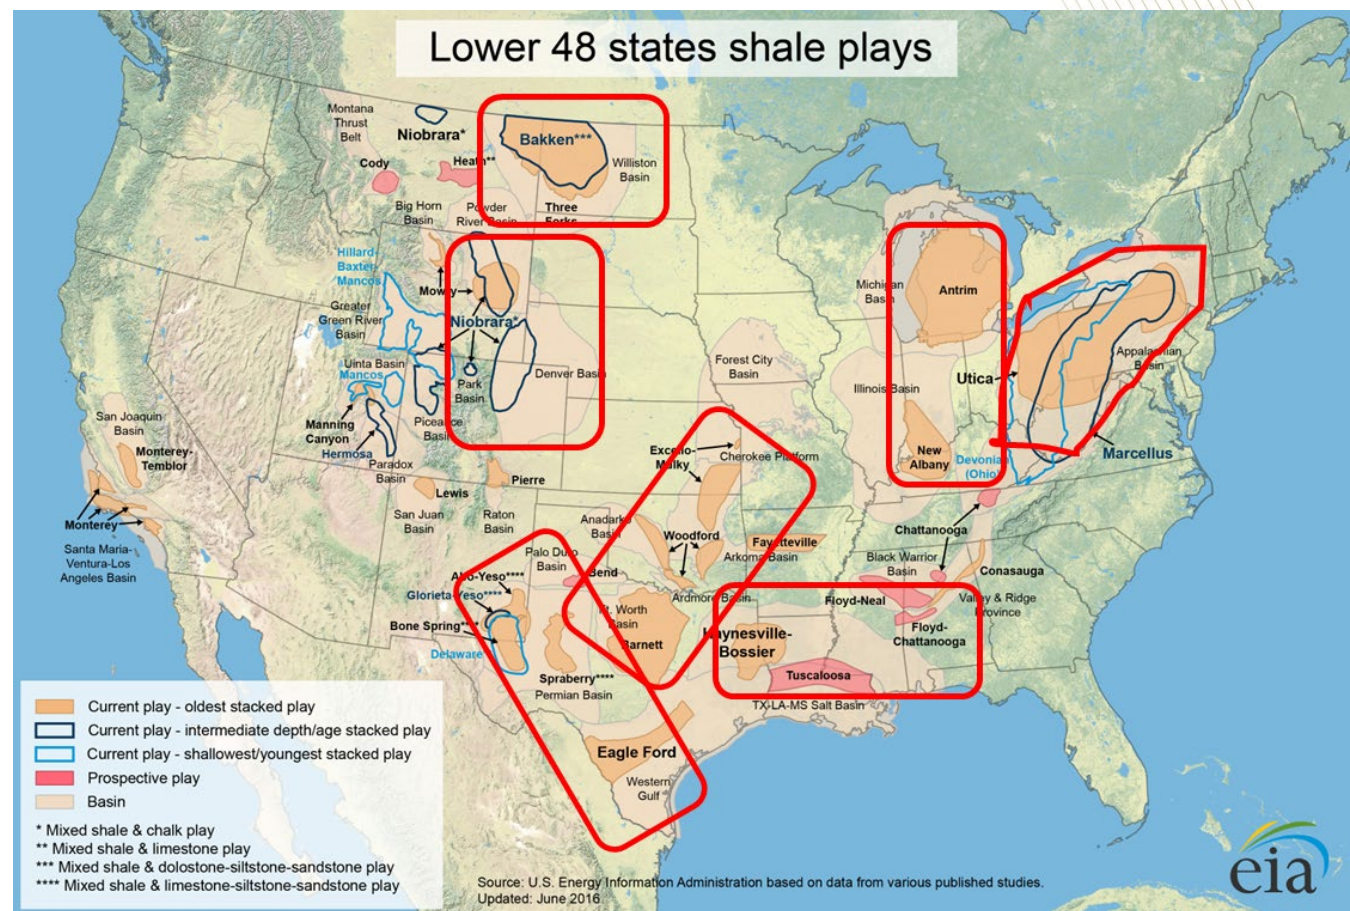 Lower 48 states shale plays
Montana
Thrust
Belt
Niobrara*
Bakken***
Cody
Heath**
Williston
Basin
Big Horn
Basin
Powder
River Basin
Three
Forks
Hillard-
Baxter-
Mancos
Mowry
Niobrara*
Greater
Green River
Basin
Uinta Basin
Mancos
Park
Basin
Denver Basin
Manning
Canyon
Hermosa
Piceance
Basin
Paradox
Basin
San Joaquin
Basin
Monterey-
Temblor
Monterey
Santa Maria-
Ventura-Los
Angeles Basin
Lewis
San Juan
Basin
Pierre
Raton
Basin
Michigan
Basin
Antrim
Forest City
Basin
Illinois Basin
New
Albany
Utica
Appalachian
Basin
Devonian
(Ohio)
Marcellus
Excello-
Mulky
Cherokee Platform
Anadarko
Basin
Woodford
Fayetteville
Arkoma Basin
Palo Duro
Basin
Bend
Abo-Yeso****
Glorieta-Yeso****
Bone Spring****
Delaware
Ardmore Basin
Ft. Worth
Basin
Barnett
Spraberry****
Permian Basin
Chattanooga
Black Warrior
Basin
Conasauga
Floyd-Neal
Valley & Ridge
Province
Floyd-
Chattanooga
Haynesville-
Bossier
Tuscaloosa
TX-LA-MS Salt Basin
Eagle Ford
Western
Gulf
Current play - oldest stacked play
Current play - intermediate depth/age stacked play
Current play - shallowest/youngest stacked play
Prospective play
Basin
* Mixed shale & chalk play
** Mixed shale & limestone play
*** Mixed shale & dolostone-siltstone-sandstone play
**** Mixed shale & limestone-siltstone-sandstone play
Source: U.S. Energy Information Administration based on data from various published studies.
Updated: June 2016
eia